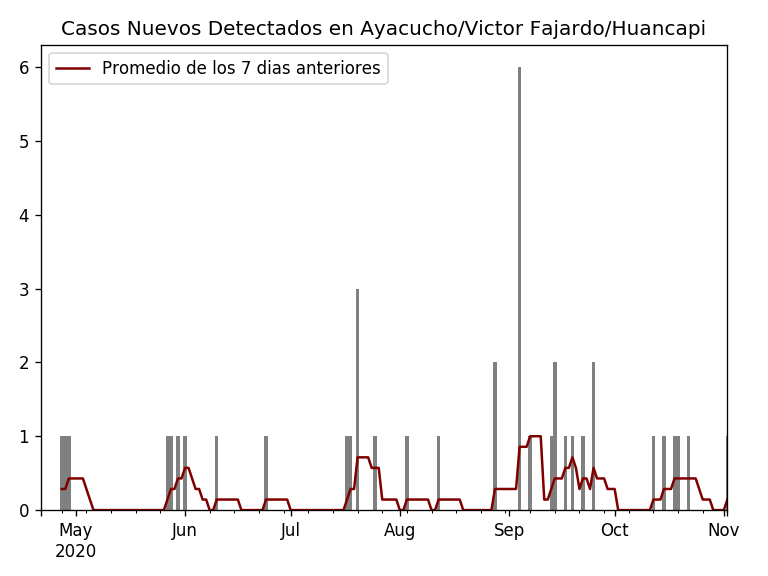 Casos Nuevos Detectados en Ayacucho/Victor Fajardo/Huancapi
Promedio de los 7 dias anteriores
6
5
4
3
2
1
0
May Jun Jul Aug Sep Oct Nov
2020